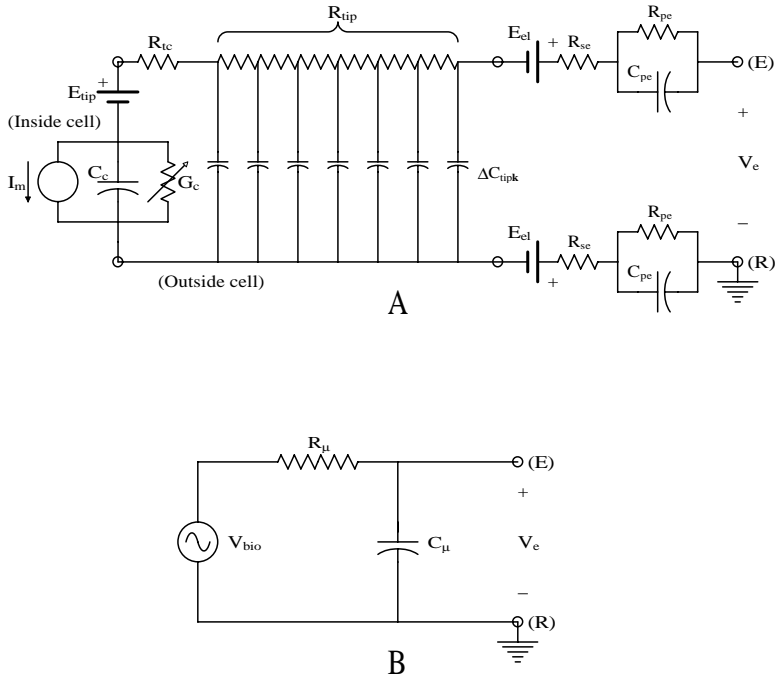 R_tip
R_tc
E_el
+
R_se
R_pe
C_pe
(E)
+
E_tip
(Inside cell)
I_m
C_c
G_c
ΔC_tipk
+
V_e
–
E_el
+
R_se
R_pe
C_pe
(R)
(Outside cell)
A
R_μ
(E)
+
V_bio
C_μ
V_e
–
(R)
B